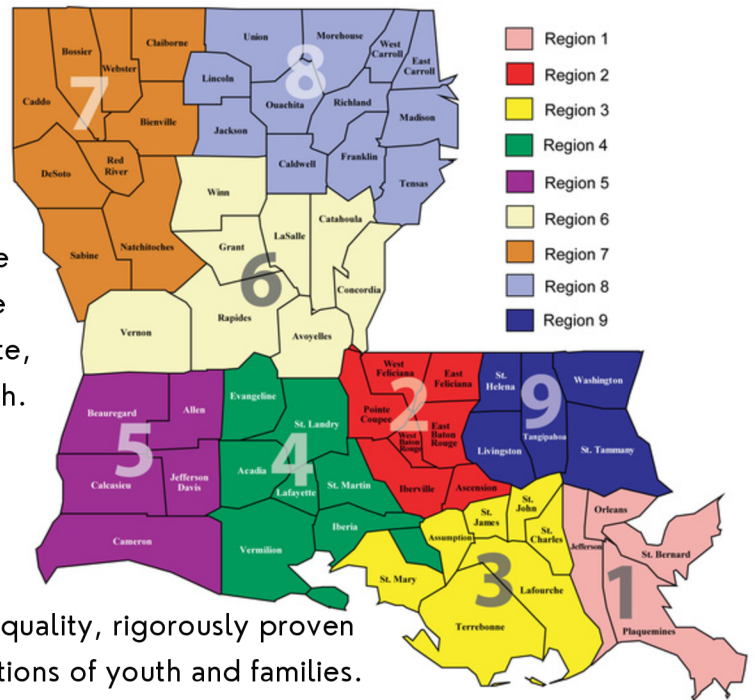 Claiborne
Union
Morehouse
West
Carroll
East
Carroll
Bossier
Webster
Lincoln
8
Caddo
7
Ouachita
Richland
Madison
Bienville
Jackson
DeSoto
Red
River
Caldwell
Franklin
Tensas
Winn
Catahoula
LaSalle
Sabine
Natchitoches
Grant
6
Concordia
Rapides
Vernon
Avoyelles
Region 1
Region 2
Region 3
Region 4
Region 5
Region 6
Region 7
Region 8
Region 9
e
e
te,
h.
West
Feliciana
East
Feliciana
St.
Helena
9
Washington
Evangeline
Beauregard
Allen
Pointe
Coupee
2
West
Baton
Rouge
East
Baton
Rouge
Tangipahoa
St. Landry
5
4
Livingston
St. Tammany
Acadia
Calcasieu
Jefferson
Davis
Lafayette
St. Martin
Iberville
Ascension
St.
John
Orleans
Iberia
St.
James
St.
Charles
Cameron
Vermilion
Assumption
Jefferson
St. Bernard
St. Mary
3
Lafourche
1
Terrebonne
Plaquemines
quality, rigorously proven
tions of youth and families.